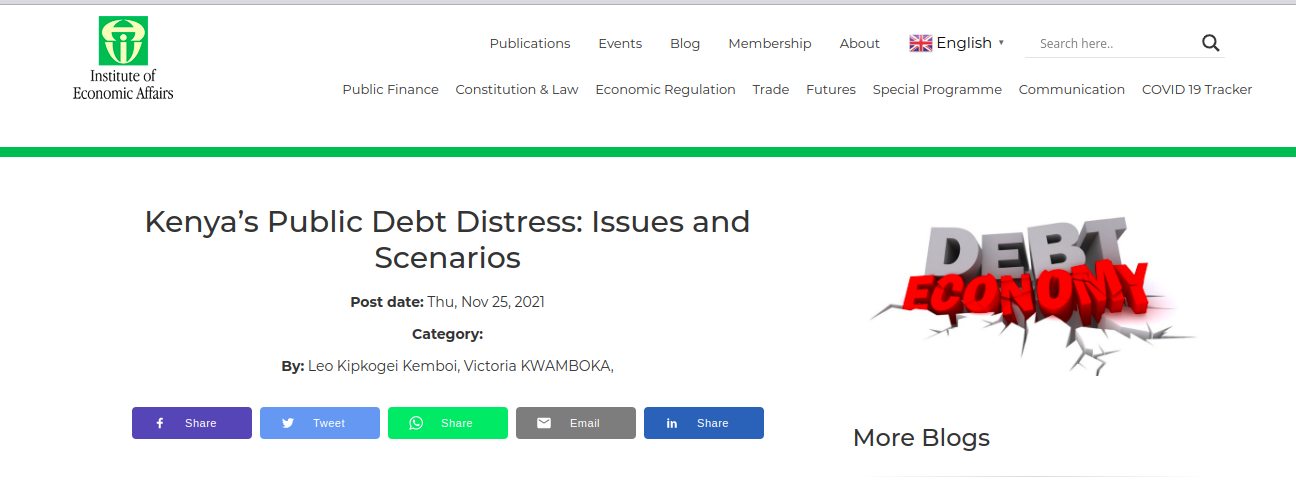 Institute of
Economic Affairs
Publications Events Blog Membership About English ▼ Search here..
Public Finance Constitution & Law Economic Regulation Trade Futures Special Programme Communication COVID 19 Tracker
Kenya’s Public Debt Distress: Issues and
Scenarios
Post date: Thu, Nov 25, 2021
Category:
By: Leo Kipkogei Kemboi, Victoria KWAMBOKA,
Share Tweet Share Email Share
DEBT
ECONOMY
More Blogs